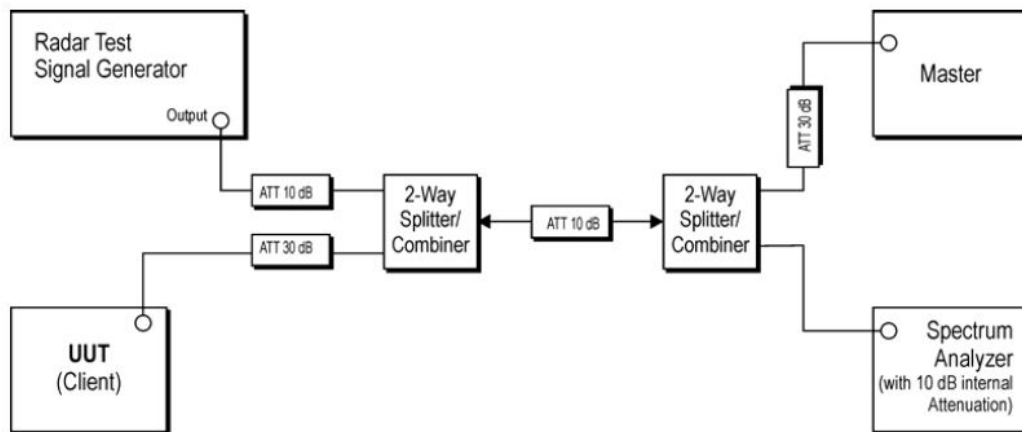 Radar Test
Signal Generator
Output
Master
ATT 30 dB
ATT 10 dB
2-Way
Splitter/
Combiner
ATT 10 dB
2-Way
Splitter/
Combiner
ATT 30 dB
UUT
(Client)
Spectrum
Analyzer
(with 10 dB internal
Attenuation)